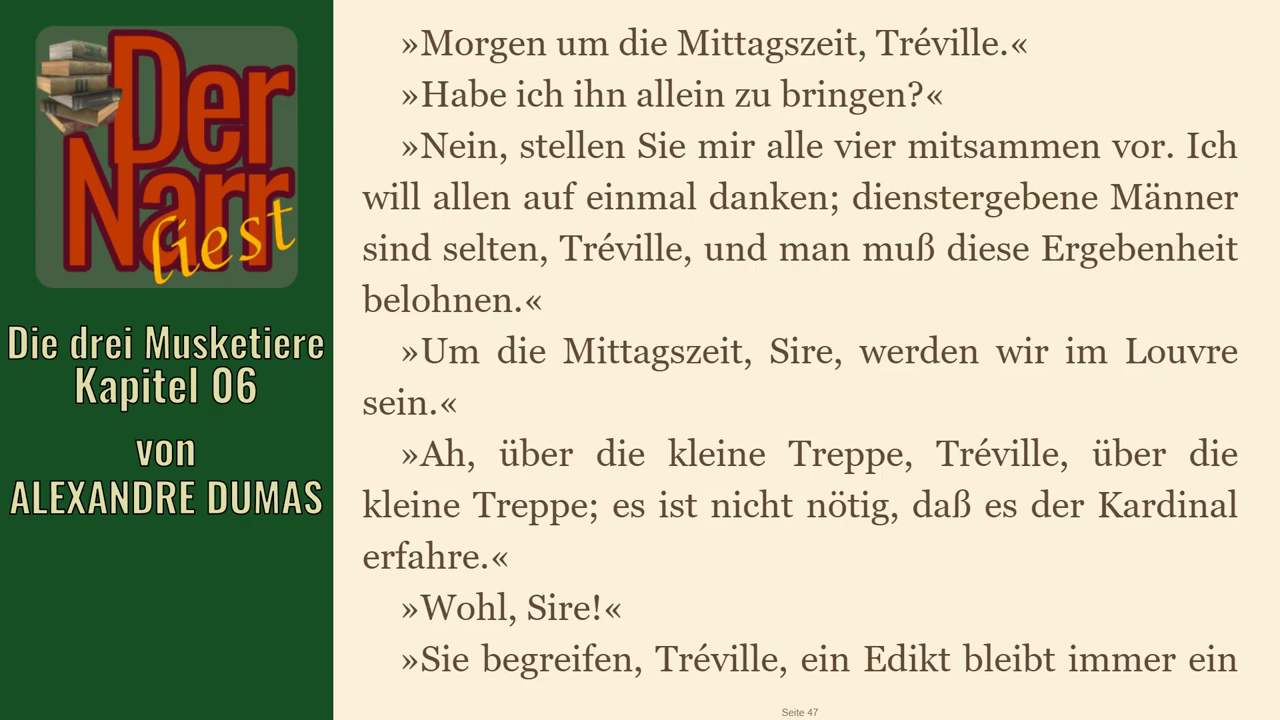 Der
Narr
liest
Die drei Musketiere
Kapitel 06
von
ALEXANDRE DUMAS
»Morgen um die Mittagszeit, Tréville.«
»Habe ich ihn allein zu bringen?«
»Nein, stellen Sie mir alle vier mitsammen vor. Ich
will allen auf einmal danken; dienstergebene Männer
sind selten, Tréville, und man muß diese Ergebenheit
belohnen.«
»Um die Mittagszeit, Sire, werden wir im Louvre
sein.«
»Ah, über die kleine Treppe, Tréville, über die
kleine Treppe; es ist nicht nötig, daß es der Kardinal
erfahre.«
»Wohl, Sire!«
»Sie begreifen, Tréville, ein Edikt bleibt immer ein
Seite 47